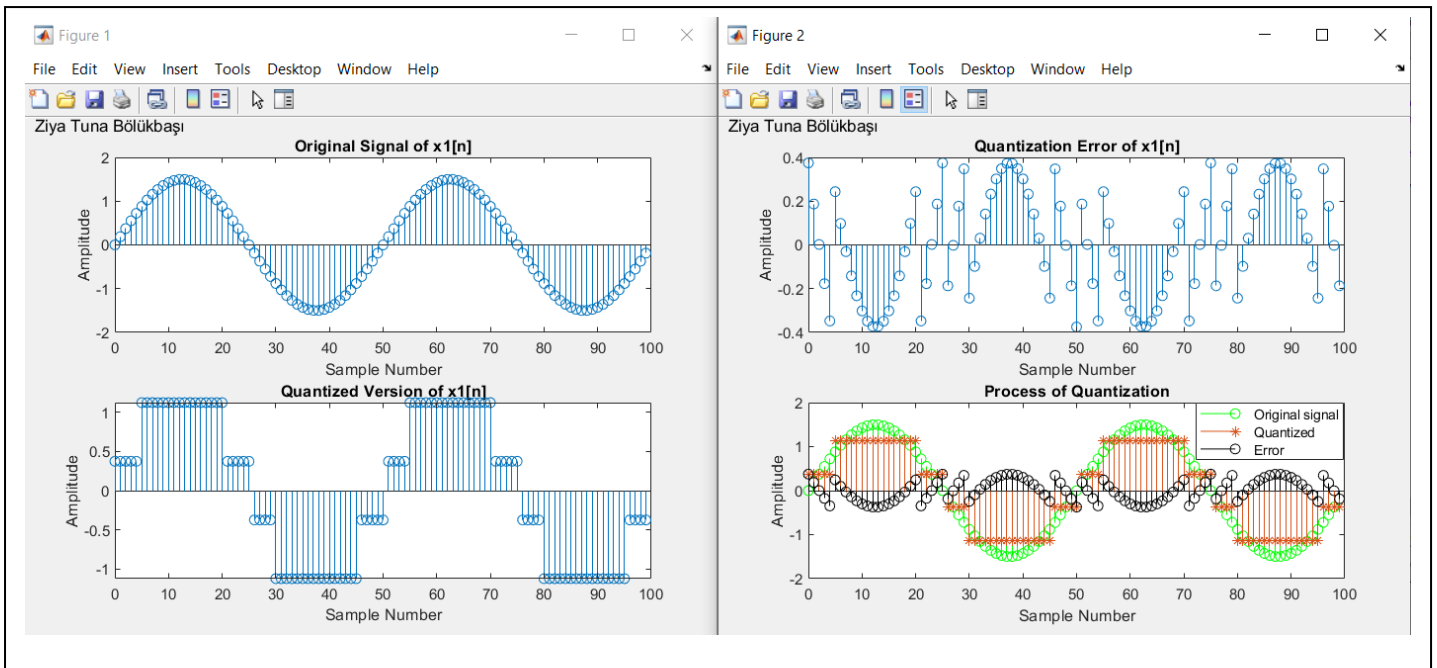 Figure 1
File Edit View Insert Tools Desktop Window Help
Ziya Tuna Bölükbaşı
Original Signal of x1[n]
2
1
0
-1
-2
Amplitude
0 10 20 30 40 50 60 70 80 90 100
Sample Number
Quantized Version of x1[n]
1
0.5
0
-0.5
-1
Amplitude
0 10 20 30 40 50 60 70 80 90 100
Sample Number
Figure 2
File Edit View Insert Tools Desktop Window Help
Ziya Tuna Bölükbaşı
Quantization Error of x1[n]
0.4
0.2
0
-0.2
-0.4
Amplitude
0 10 20 30 40 50 60 70 80 90 100
Sample Number
Process of Quantization
2
1
0
-1
-2
Amplitude
Original signal
Quantized
Error
0 10 20 30 40 50 60 70 80 90 100
Sample Number